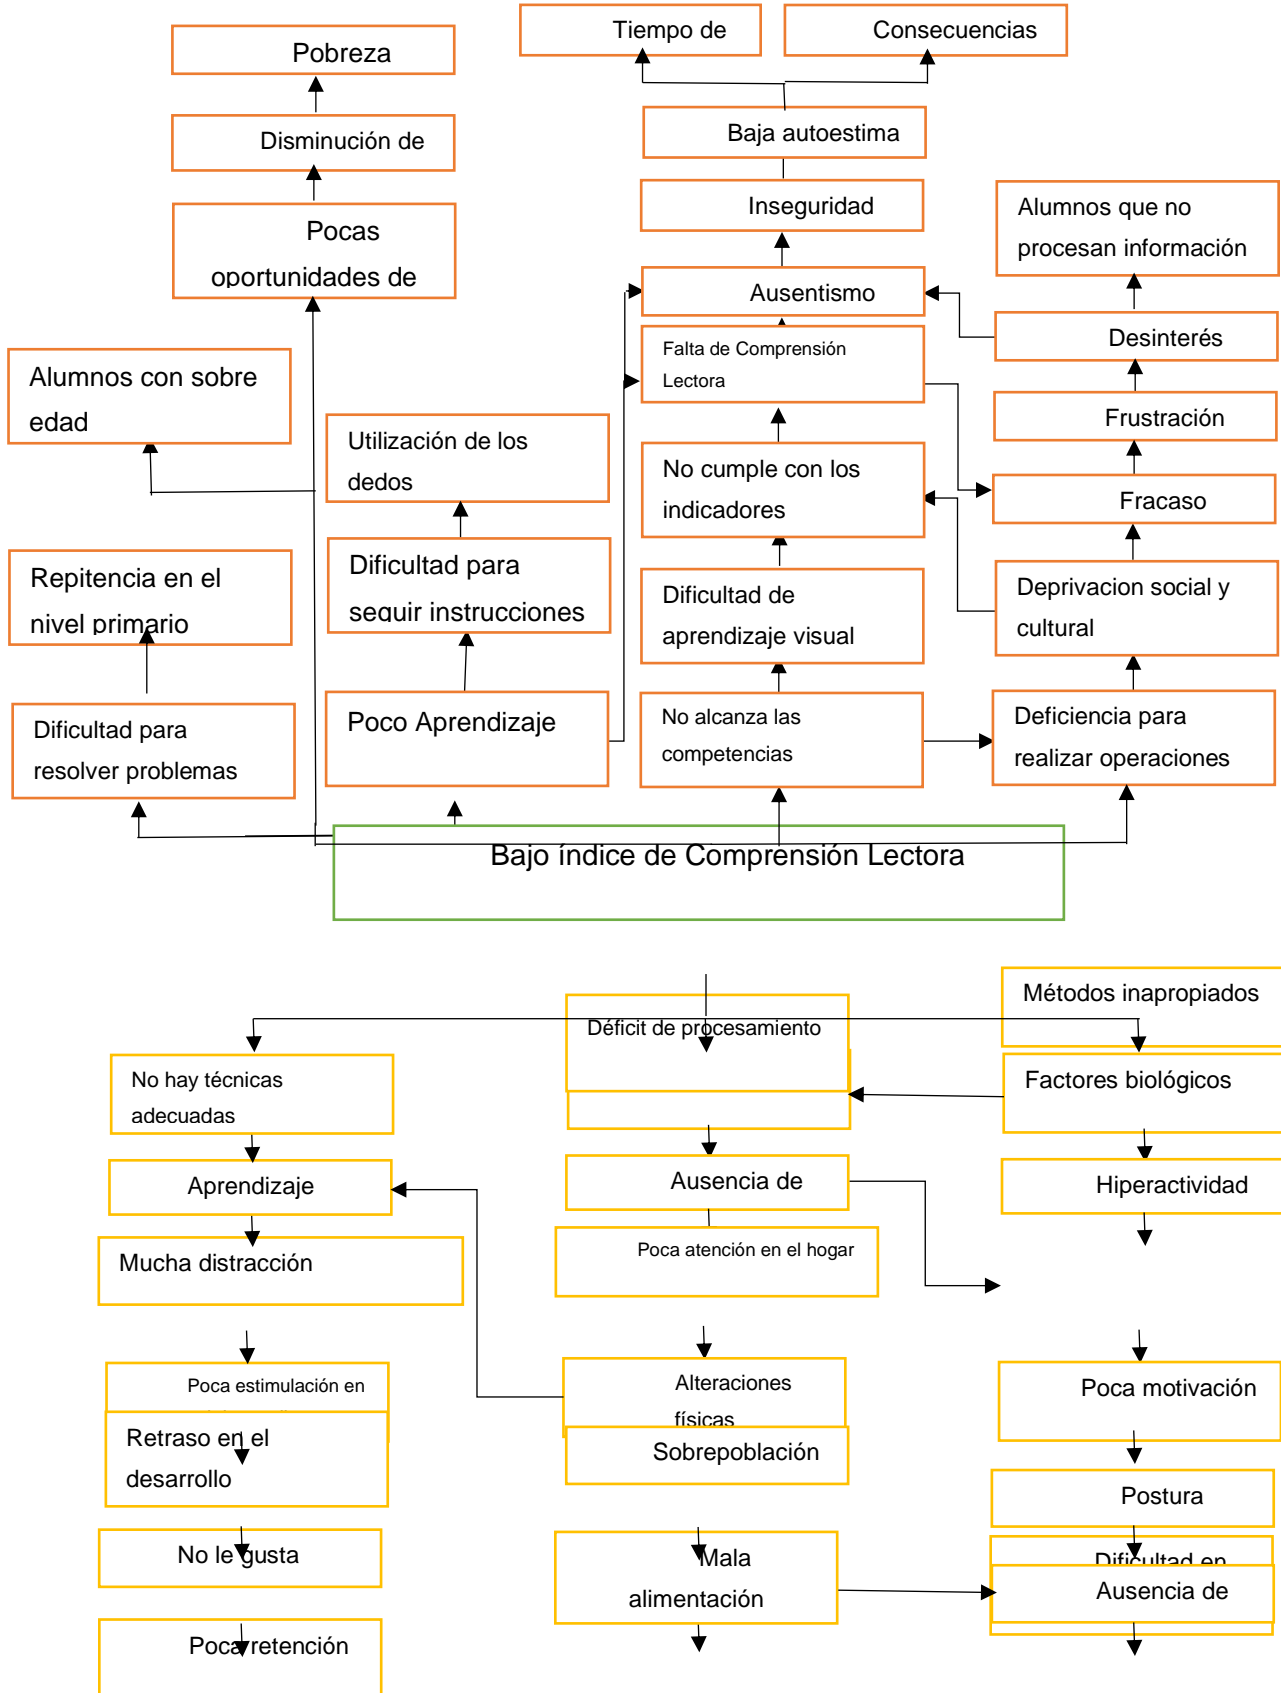 Tiempo de
Consecuencias
Pobreza
Baja autoestima
Disminución de
Inseguridad
Alumnos que no
procesan información
Pocas
oportunidades de
Ausentismo
Desinterés
Falta de Comprensión
Lectora
Alumnos con sobre
edad
Frustración
Utilización de los
dedos
No cumple con los
indicadores
Fracaso
Repitencia en el
nivel primario
Dificultad para
seguir instrucciones
Dificultad de
aprendizaje visual
Deprivacion social y
cultural
Dificultad para
resolver problemas
Poco Aprendizaje
No alcanza las
competencias
Deficiencia para
realizar operaciones
Bajo índice de Comprensión Lectora
Métodos inapropiados
Déficit de procesamiento
No hay técnicas
adecuadas
Factores biológicos
Aprendizaje
Ausencia de
Hiperactividad
Mucha distracción
Poca atención en el hogar
Poca estimulación en
Alteraciones
físicas
Poca motivación
Retraso en el
desarrollo
Sobrepoblación
Postura
No le gusta
Mala
alimentación
Dificultad en
Ausencia de
Poca retención